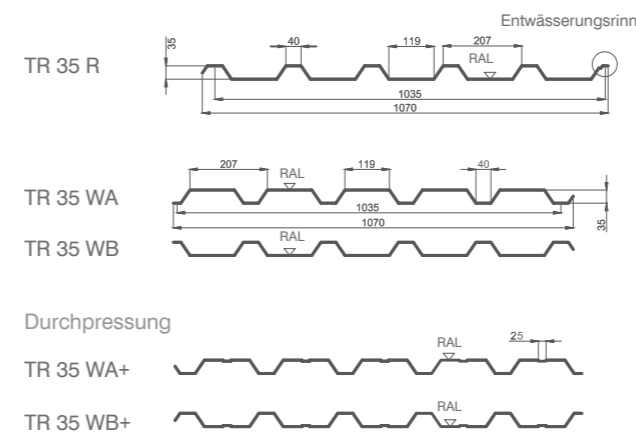 Entwässerungsrinn
TR 35 R
35
40
119
207
RAL
1035
1070
TR 35 WA
207
RAL
119
40
1035
1070
35
TR 35 WB
RAL
Durchpressung
TR 35 WA+
RAL
25
TR 35 WB+
RAL